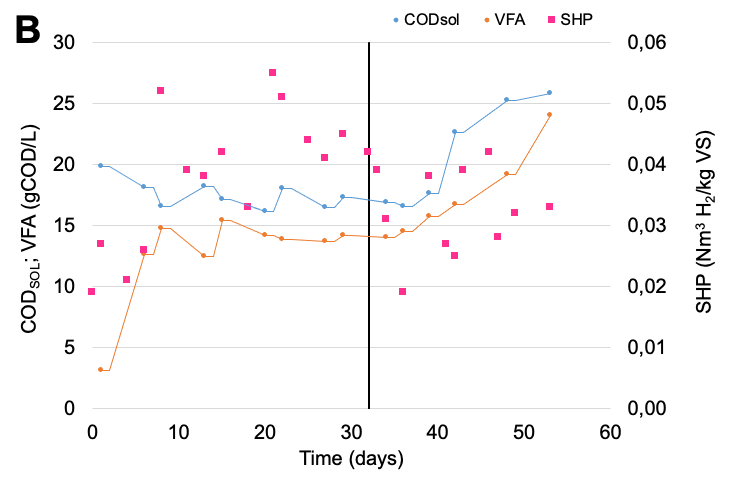 B
CODsol VFA SHP
30
25
20
15
10
5
0
COD_SOL; VFA (gCOD/L)
0,06
0,05
0,04
0,03
0,02
0,01
0,00
SHP (Nm³ H₂/kg VS)
0 10 20 30 40 50 60
Time (days)